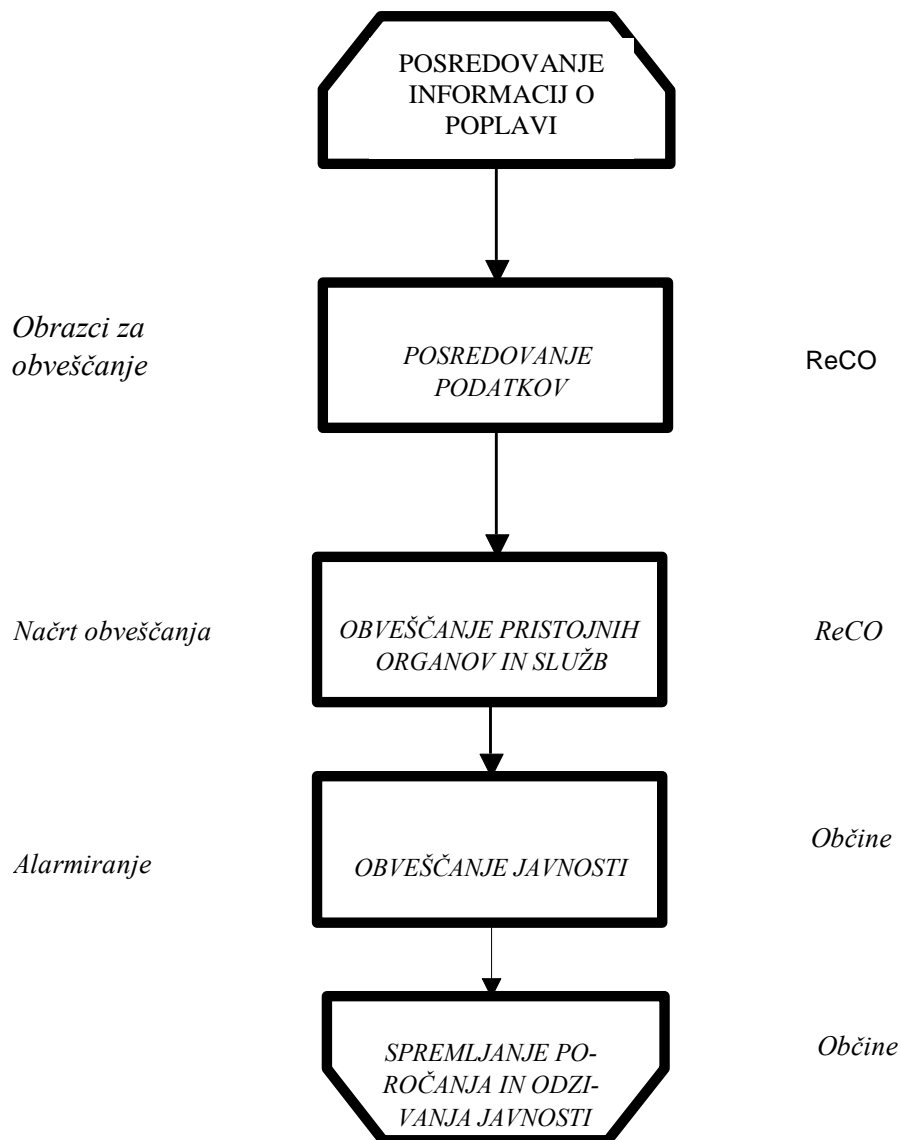 POSREDOVANJE
INFORMACIJ O
POPLAVI
Obrazci za
obveščanje
POSREDOVANJE
PODATKOV
ReCO
Načrt obveščanja
OBVEŠČANJE PRISTOJNIH
ORGANOV IN SLUŽB
ReCO
Alarmiranje
OBVEŠČANJE JAVNOSTI
Občine
SPREMLJANJE PO-
ROČANJA IN ODZI-
VANJA JAVNOSTI
Občine